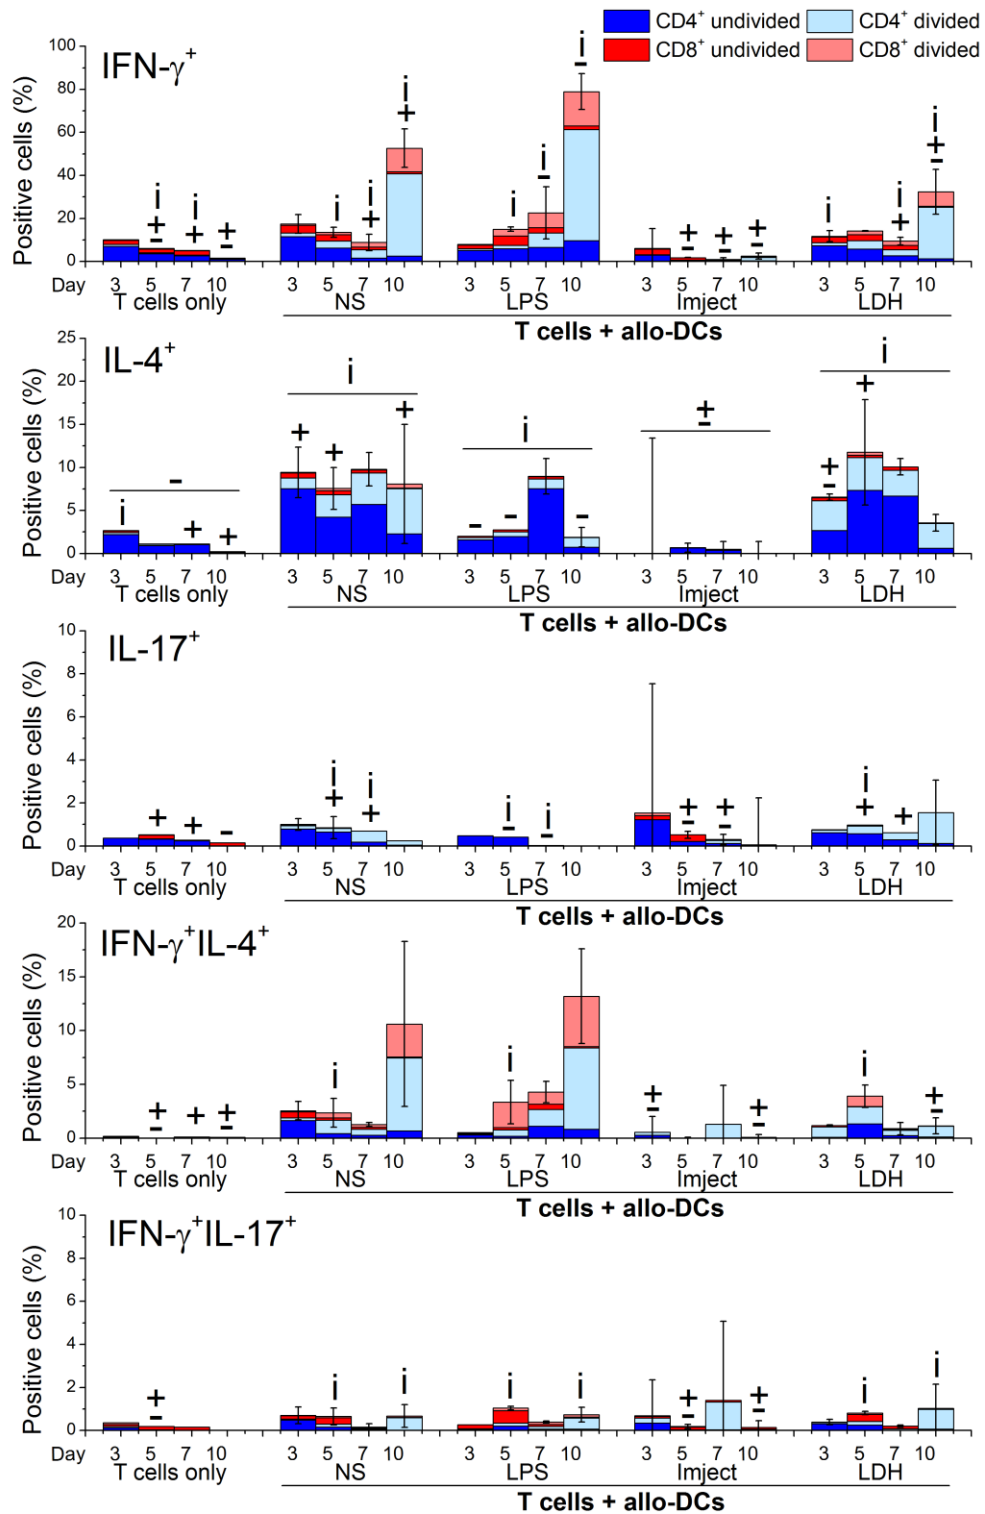 CD4⁺ undivided CD4⁺ divided
CD8⁺ undivided CD8⁺ divided
IFN-γ⁺
Positive cells (%)
100
80
60
40
20
0
i i i i i i i i i i
+ + + + + + + + + + +
- - - - - - - -
Day 3 5 7 10 3 5 7 10 3 5 7 10 3 5 7 10 3 5 7 10
T cells only NS LPS Imject LDH
T cells + allo-DCs
IL-4⁺
Positive cells (%)
25
20
15
10
5
0
i i i i
+ + + + + + + +
- - - - - -
Day 3 5 7 10 3 5 7 10 3 5 7 10 3 5 7 10 3 5 7 10
T cells only NS LPS Imject LDH
T cells + allo-DCs
IL-17⁺
Positive cells (%)
10
8
6
4
2
0
i i i i i
+ + + + + + + +
- - - - -
Day 3 5 7 10 3 5 7 10 3 5 7 10 3 5 7 10 3 5 7 10
T cells only NS LPS Imject LDH
T cells + allo-DCs
IFN-γ⁺IL-4⁺
Positive cells (%)
20
15
10
5
0
i i i
+ + + + + +
- - - - -
Day 3 5 7 10 3 5 7 10 3 5 7 10 3 5 7 10 3 5 7 10
T cells only NS LPS Imject LDH
T cells + allo-DCs
IFN-γ⁺IL-17⁺
Positive cells (%)
10
8
6
4
2
0
i i i i i i
+ + +
- - -
Day 3 5 7 10 3 5 7 10 3 5 7 10 3 5 7 10 3 5 7 10
T cells only NS LPS Imject LDH
T cells + allo-DCs